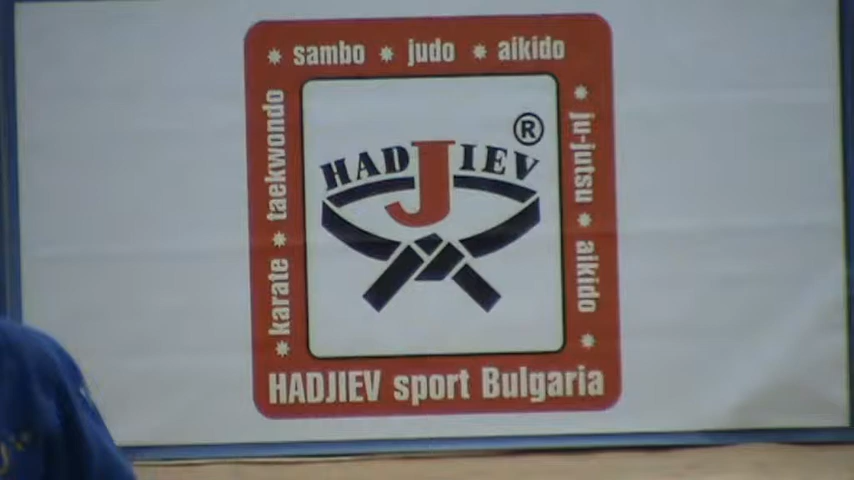 sambo * judo * aikido
karate * taekwondo
ju-jutsu * aikido
HADJIEV ®
HADJIEV sport Bulgaria